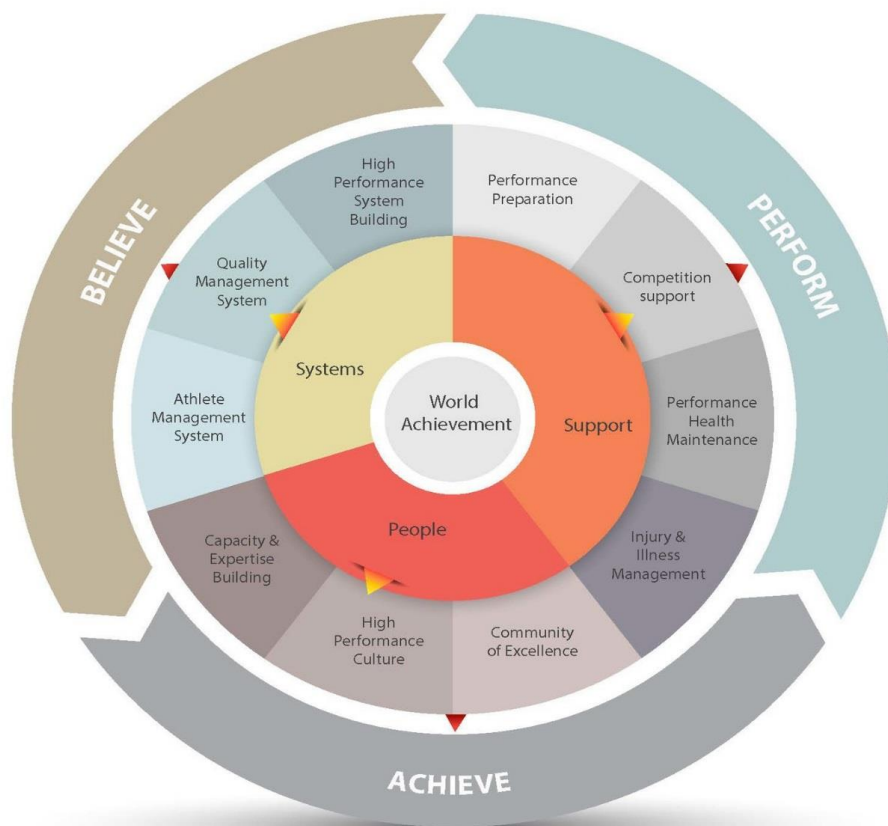 BELIEVE
PERFORM
ACHIEVE
High
Performance
System
Building
Performance
Preparation
Competition
support
Performance
Health
Maintenance
Injury &
Illness
Management
Community
of Excellence
High
Performance
Culture
Capacity &
Expertise
Building
Athlete
Management
System
Quality
Management
System
Systems
Support
People
World
Achievement